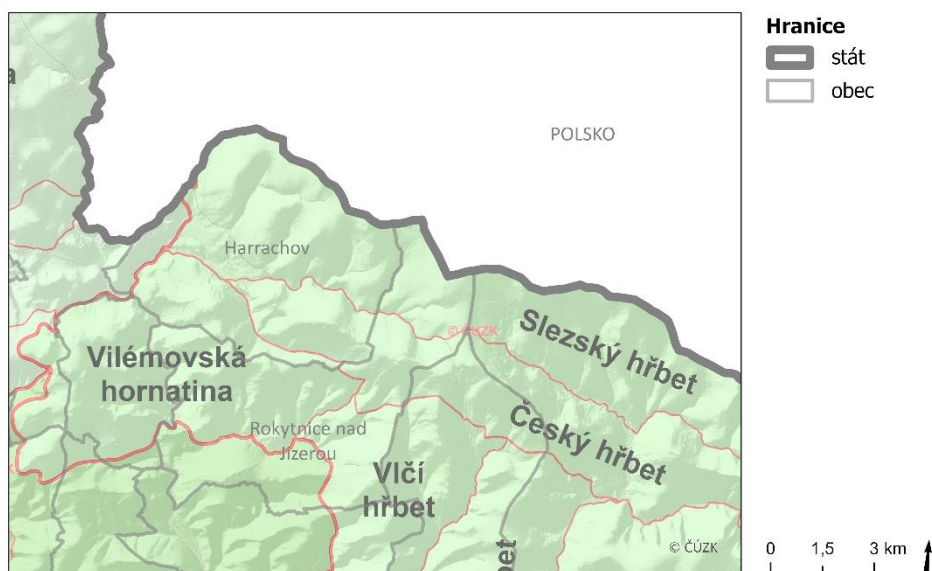 Hranice
stát
obec
POLSKO
Harrachov
© ČÚZK
Slezský hřbet
Vilémovská
hornatina
Český hřbet
Rokytnice nad
Jizerou
Vlčí
hřbet
© ČÚZK
0 1,5 3 km